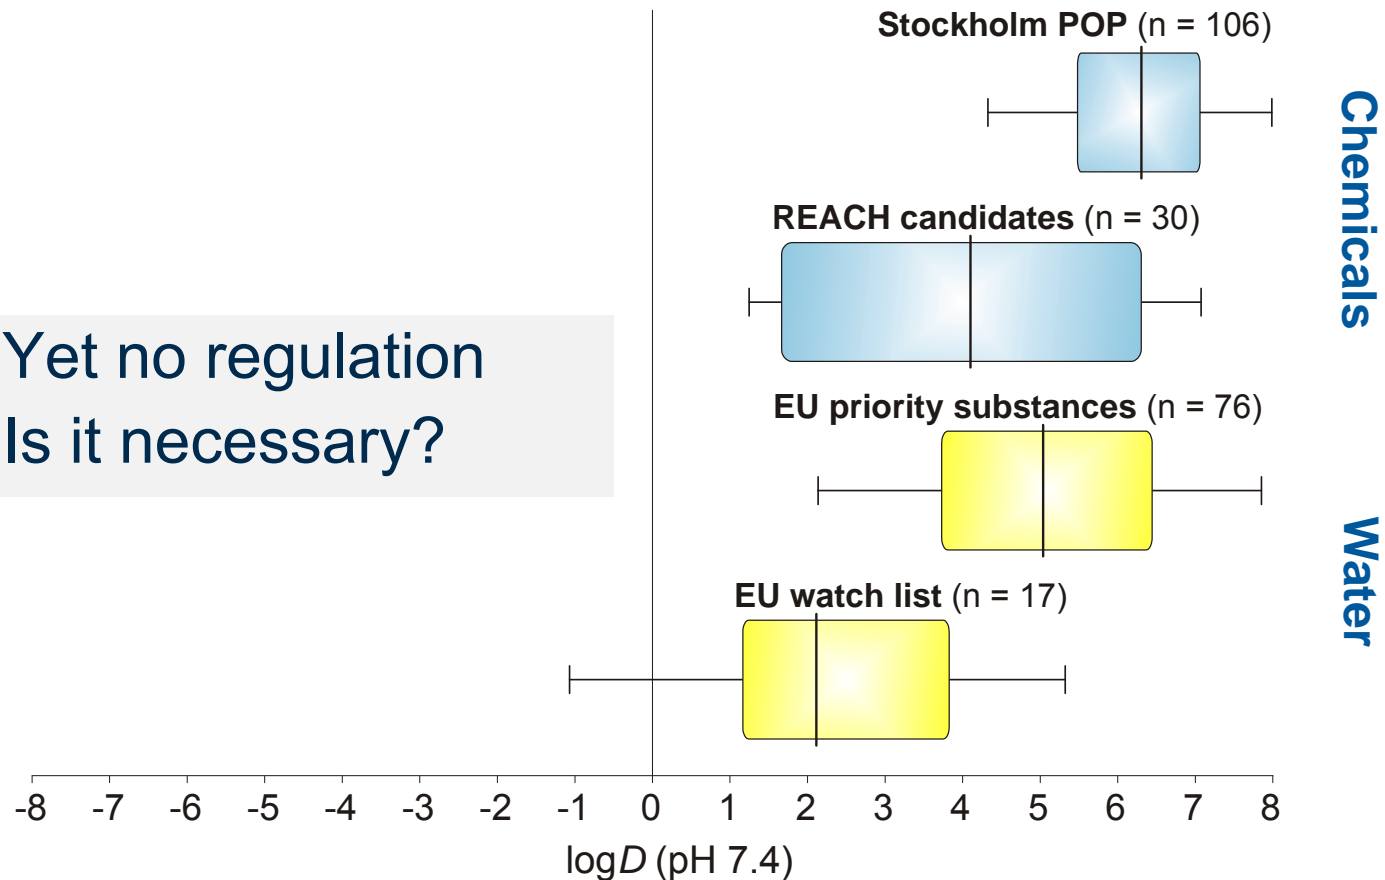 Stockholm POP (n = 106)
REACH candidates (n = 30)
EU priority substances (n = 76)
EU watch list (n = 17)
Chemicals
Water
Yet no regulation
Is it necessary?
-8 -7 -6 -5 -4 -3 -2 -1 0 1 2 3 4 5 6 7 8
logD (pH 7.4)